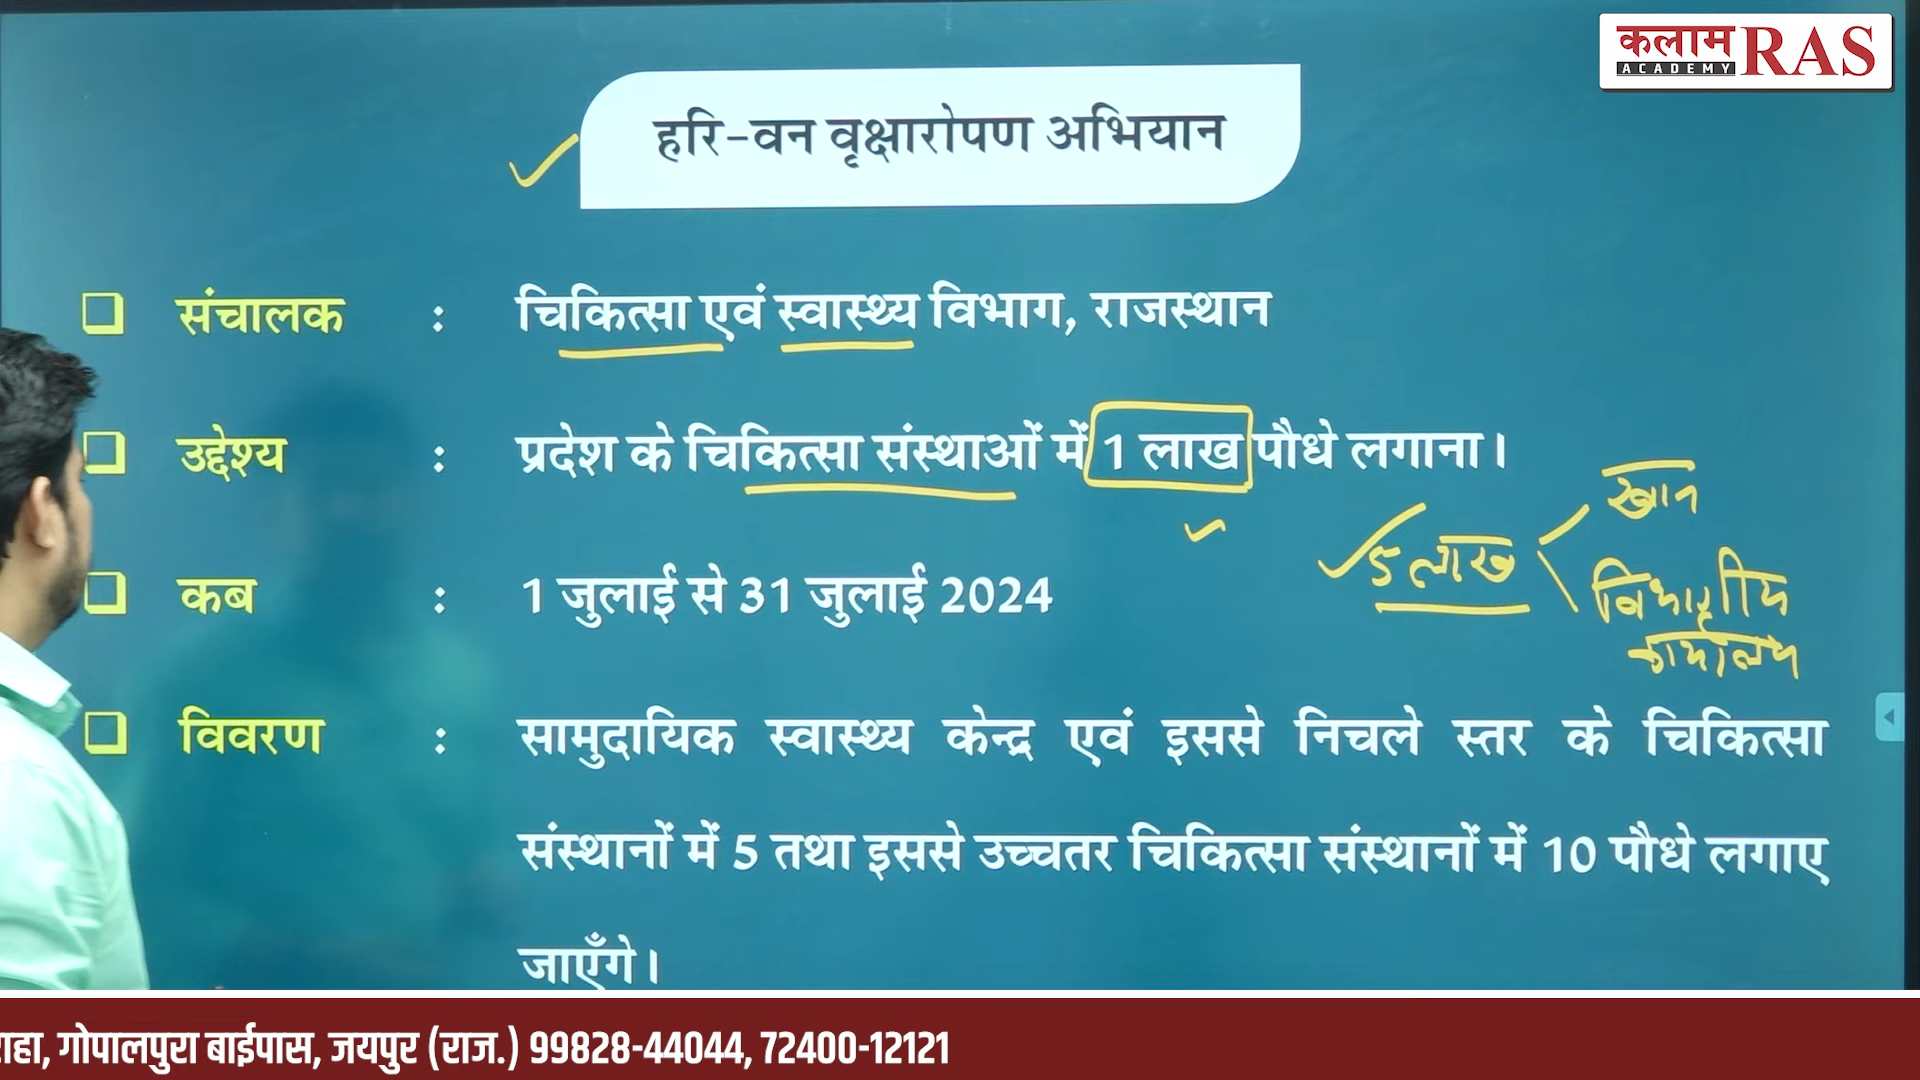 कलाम RAS
ACADEMY
हरि-वन वृक्षारोपण अभियान
संचालक : चिकित्सा एवं स्वास्थ्य विभाग, राजस्थान
उद्देश्य : प्रदेश के चिकित्सा संस्थाओं में 1 लाख पौधे लगाना।
5 लाख
खान
विभागीय
कार्यालय
कब : 1 जुलाई से 31 जुलाई 2024
विवरण : सामुदायिक स्वास्थ्य केन्द्र एवं इससे निचले स्तर के चिकित्सा
संस्थानों में 5 तथा इससे उच्चतर चिकित्सा संस्थानों में 10 पौधे लगाए
जाएँगे।
गोपालपुरा बाईपास, जयपुर (राज.) 99828-44044, 72400-12121